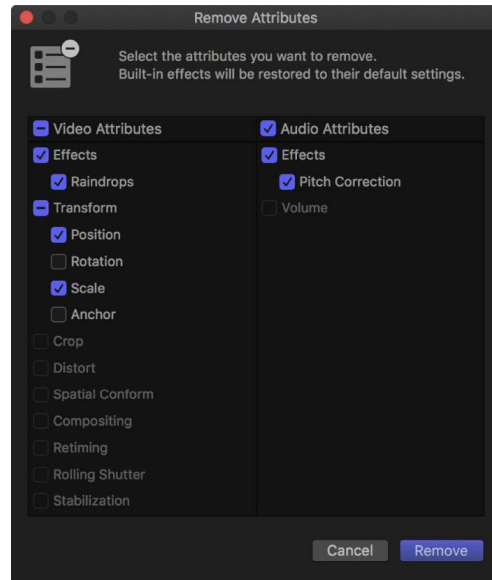 Remove Attributes
Select the attributes you want to remove.
Built-in effects will be restored to their default settings.
Video Attributes
Effects
Raindrops
Transform
Position
Rotation
Scale
Anchor
Crop
Distort
Spatial Conform
Compositing
Retiming
Rolling Shutter
Stabilization
Audio Attributes
Effects
Pitch Correction
Volume
Cancel
Remove